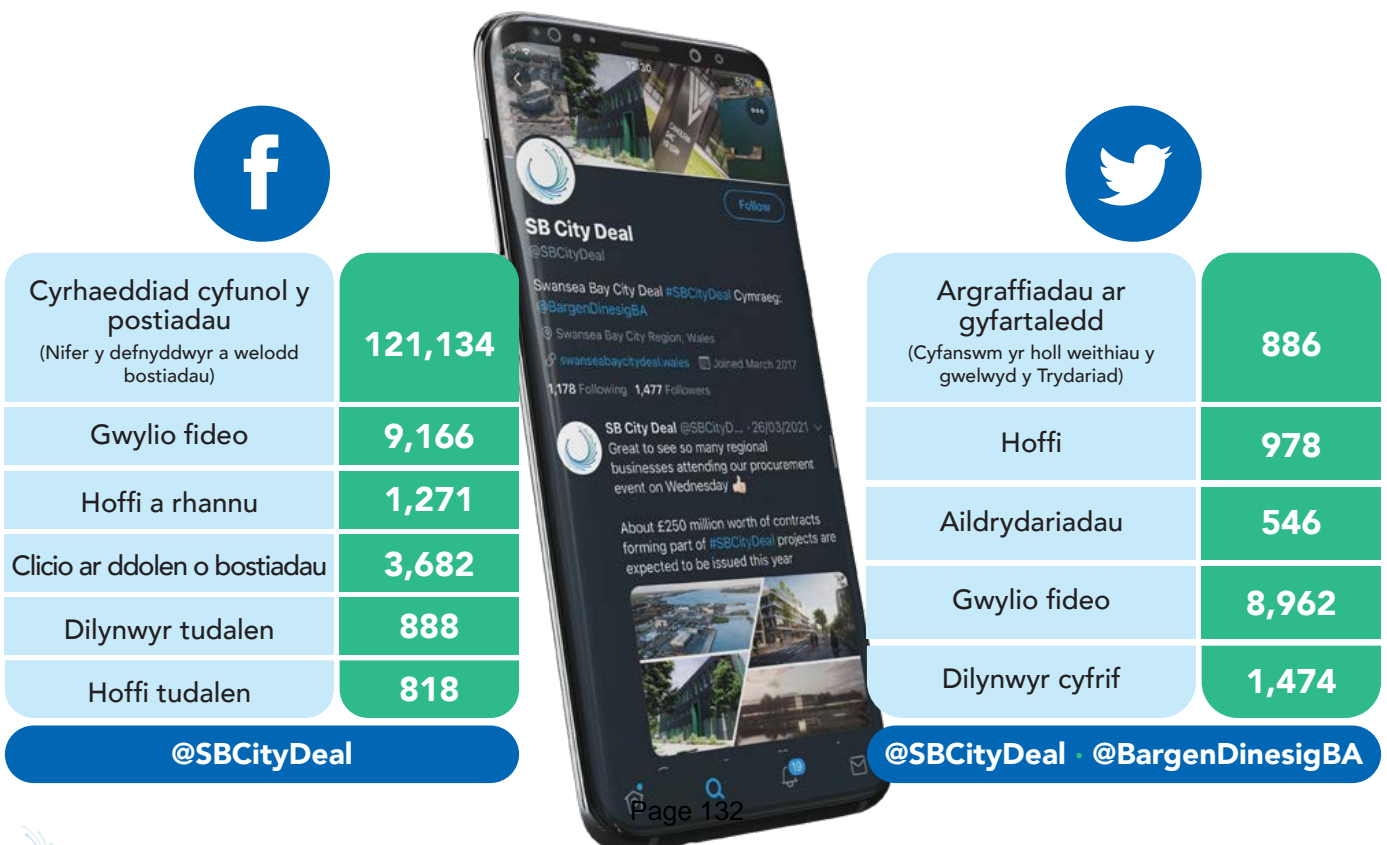 Cyrhaeddiad cyfunol y
postiadau
(Nifer y defnyddwyr a welodd
bostiadau)
121,134
Gwylio fideo
9,166
Hoffi a rhannu
1,271
Clicio ar ddolen o bostiadau
3,682
Dilynwyr tudalen
888
Hoffi tudalen
818
@SBCityDeal
12:30
52%
CANOLFAN
Follow
SB City Deal
@SBCityDeal
Swansea Bay City Deal #SBCityDeal Cymraeg:
@BargenDinesigBA
Swansea Bay City Region, Wales
swanseabaycitydeal.wales Joined March 2017
1,178 Following 1,477 Followers
SB City Deal @SBCityD... · 26/03/2021
Great to see so many regional
businesses attending our procurement
event on Wednesday 👍🏻
About £250 million worth of contracts
forming part of #SBCityDeal projects are
expected to be issued this year
19
Page 132
Argraffiadau ar
gyfartaledd
(Cyfanswm yr holl weithiau y
gwelwyd y Trydariad)
886
Hoffi
978
Aildrydariadau
546
Gwylio fideo
8,962
Dilynwyr cyfrif
1,474
@SBCityDeal · @BargenDinesigBA